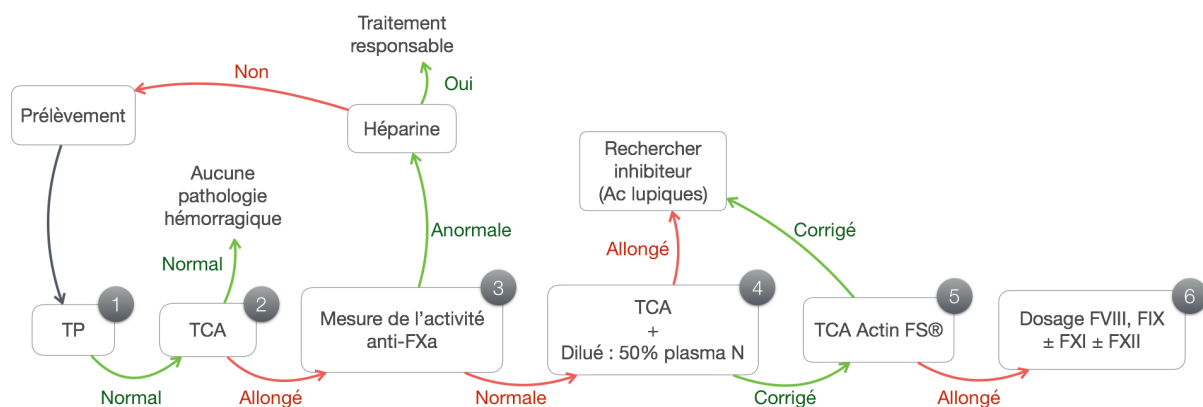 Traitement
responsable
Non
Oui
Prélèvement
Héparine
Aucune
pathologie
hémorragique
Rechercher
inhibiteur
(Ac lupiques)
Anormale
Allongé
Corrigé
Normal
1
TP
2
TCA
3
Mesure de l'activité
anti-FXa
4
TCA
+
Dilué : 50% plasma N
5
TCA Actin FS®
6
Dosage FVIII, FIX
± FXI ± FXII
Normal
Allongé
Normale
Corrigé
Allongé